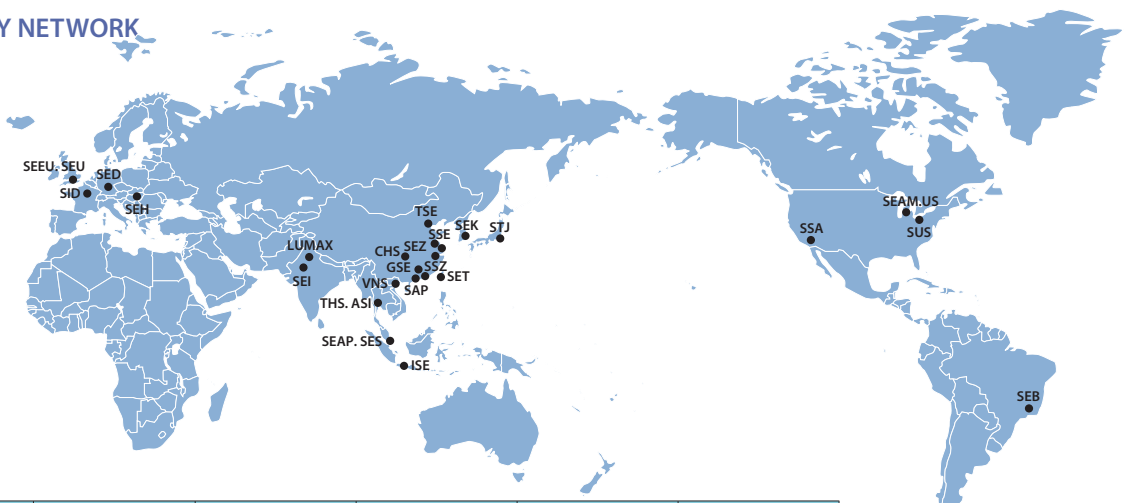 Y NETWORK
SEEU. SEU
SED
SID
SEH
LUMAX
SEI
TSE
SEK
STJ
SSE
CHS
SEZ
GSE
SSZ
SET
VNS
SAP
THS. ASI
SEAP. SES
ISE
SEAM.US
SUS
SSA
SEB